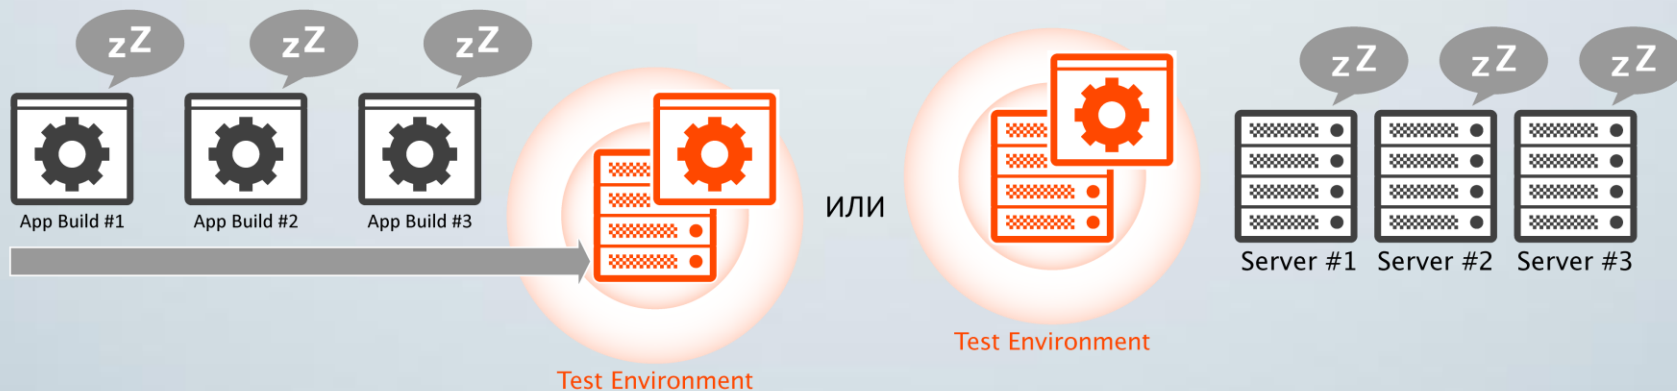 zZ
zZ
zZ
App Build #1
App Build #2
App Build #3
Test Environment
или
Test Environment
zZ
zZ
zZ
Server #1
Server #2
Server #3